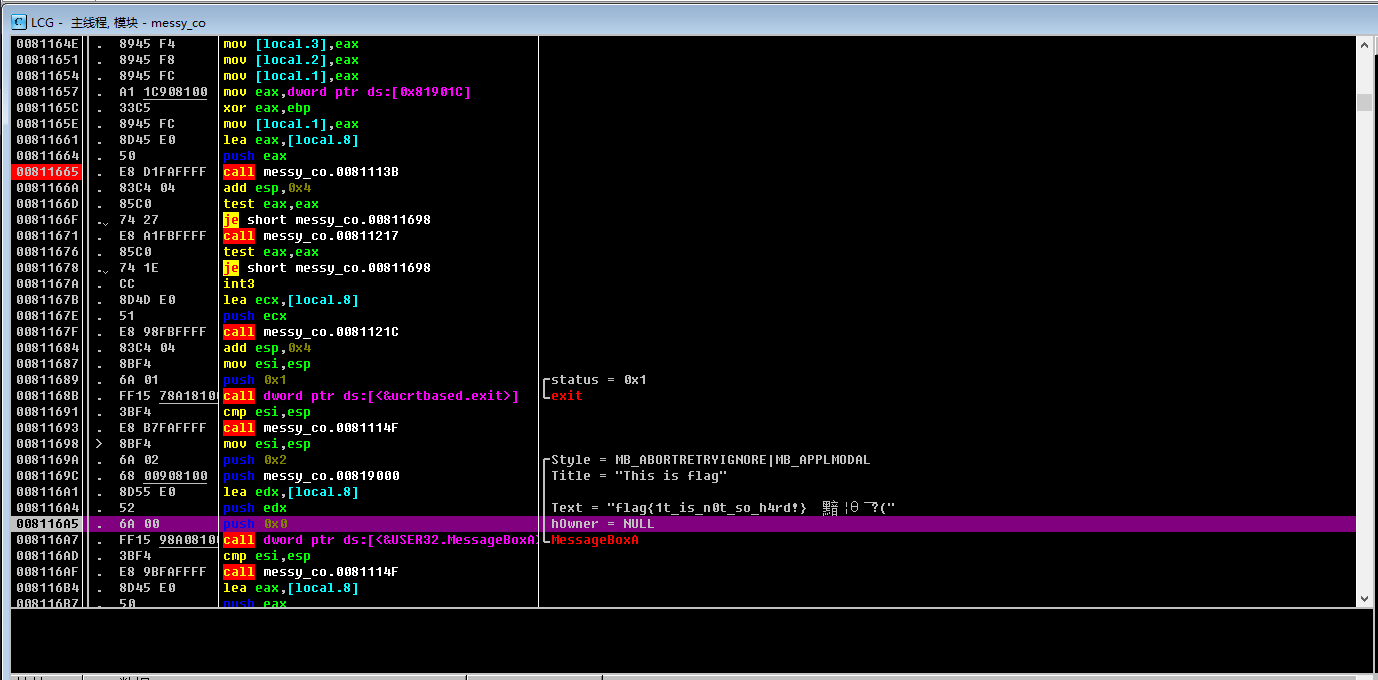 LCG - 主线程, 模块 - messy_co
0081164E . 8945 F4 mov [local.3],eax
00811651 . 8945 F8 mov [local.2],eax
00811654 . 8945 FC mov [local.1],eax
00811657 . A1 1C908100 mov eax,dword ptr ds:[0x81901C]
0081165C . 33C5 xor eax,ebp
0081165E . 8945 FC mov [local.1],eax
00811661 . 8D45 E0 lea eax,[local.8]
00811664 . 50 push eax
00811665 . E8 D1FAFFFF call messy_co.0081113B
0081166A . 83C4 04 add esp,0x4
0081166D . 85C0 test eax,eax
0081166F . 74 27 je short messy_co.00811698
00811671 . E8 A1FBFFFF call messy_co.00811217
00811676 . 85C0 test eax,eax
00811678 . 74 1E je short messy_co.00811698
0081167A . CC int3
0081167B . 8D4D E0 lea ecx,[local.8]
0081167E . 51 push ecx
0081167F . E8 98FBFFFF call messy_co.0081121C
00811684 . 83C4 04 add esp,0x4
00811687 . 8BF4 mov esi,esp
00811689 . 6A 01 push 0x1 status = 0x1
0081168B . FF15 78A18100 call dword ptr ds:[<&ucrtbased.exit>] exit
00811691 . 3BF4 cmp esi,esp
00811693 . E8 B7FAFFFF call messy_co.0081114F
00811698 > 8BF4 mov esi,esp
0081169A . 6A 02 push 0x2 Style = MB_ABORTRETRYIGNORE|MB_APPLMODAL
0081169C . 68 00908100 push messy_co.00819000 Title = "This is flag"
008116A1 . 8D55 E0 lea edx,[local.8]
008116A4 . 52 push edx Text = "flag{1t_is_n0t_so_h4rd!} ?("
008116A5 . 6A 00 push 0x0 hOwner = NULL
008116A7 . FF15 98A08100 call dword ptr ds:[<&USER32.MessageBoxA> MessageBoxA
008116AD . 3BF4 cmp esi,esp
008116AF . E8 9BFAFFFF call messy_co.0081114F
008116B4 . 8D45 E0 lea eax,[local.8]
008116B7 . 50 push eax